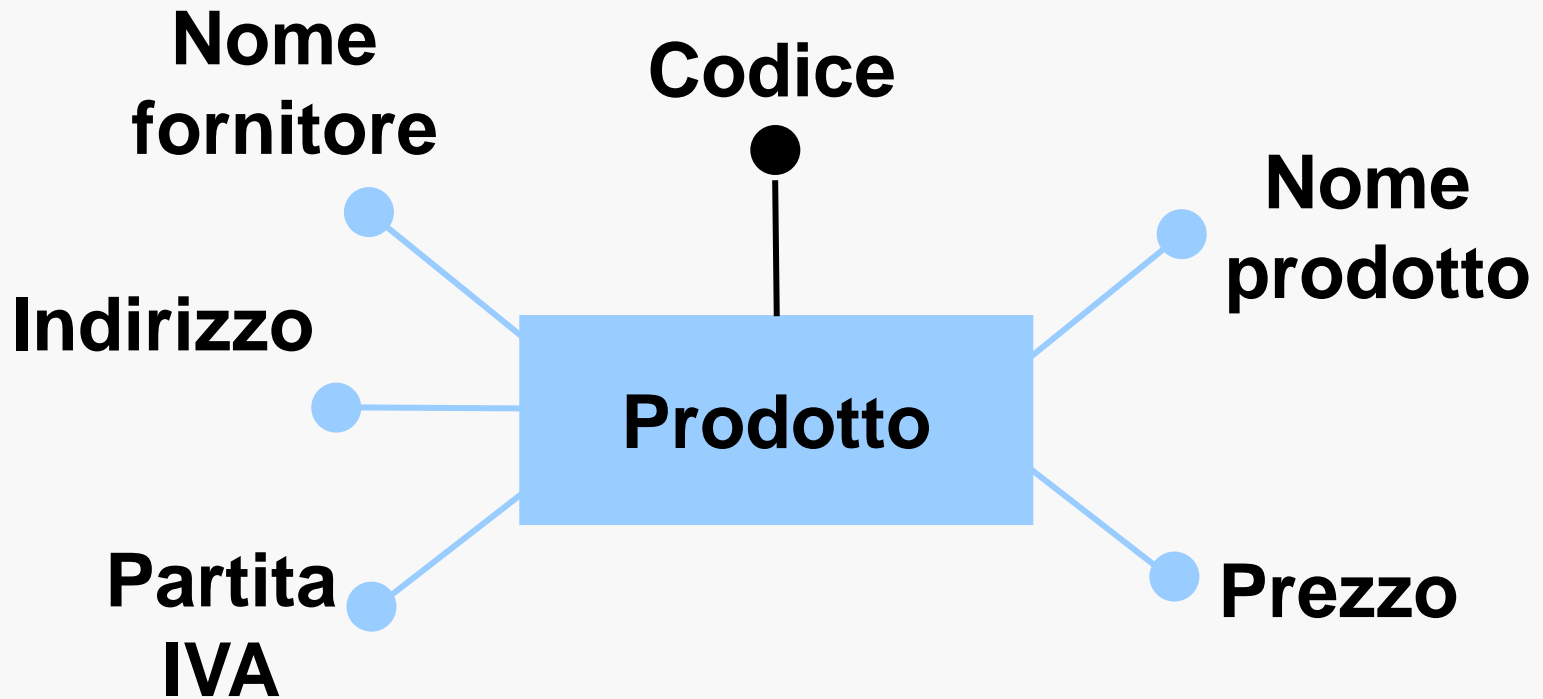 Nome
fornitore
Codice
Nome
prodotto
Indirizzo
Prodotto
Partita
IVA
Prezzo